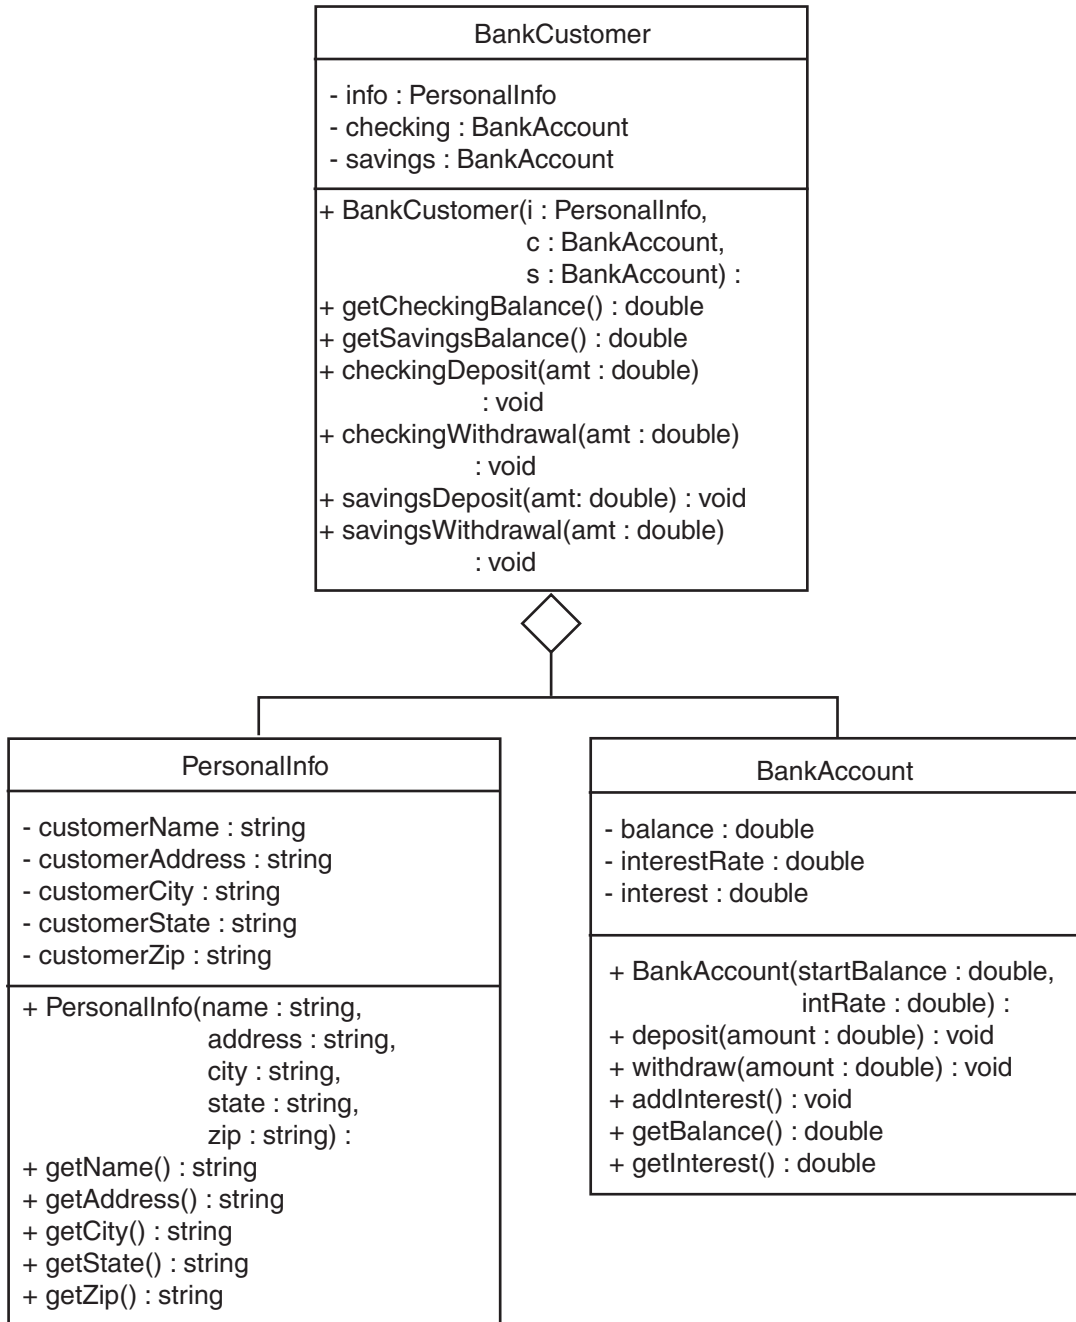 BankCustomer
- info : PersonalInfo
- checking : BankAccount
- savings : BankAccount
+ BankCustomer(i : PersonalInfo,
c : BankAccount,
s : BankAccount) :
+ getCheckingBalance() : double
+ getSavingsBalance() : double
+ checkingDeposit(amt : double)
: void
+ checkingWithdrawal(amt : double)
: void
+ savingsDeposit(amt: double) : void
+ savingsWithdrawal(amt : double)
: void
PersonalInfo
- customerName : string
- customerAddress : string
- customerCity : string
- customerState : string
- customerZip : string
+ PersonalInfo(name : string,
address : string,
city : string,
state : string,
zip : string) :
+ getName() : string
+ getAddress() : string
+ getCity() : string
+ getState() : string
+ getZip() : string
BankAccount
- balance : double
- interestRate : double
- interest : double
+ BankAccount(startBalance : double,
intRate : double) :
+ deposit(amount : double) : void
+ withdraw(amount : double) : void
+ addInterest() : void
+ getBalance() : double
+ getInterest() : double